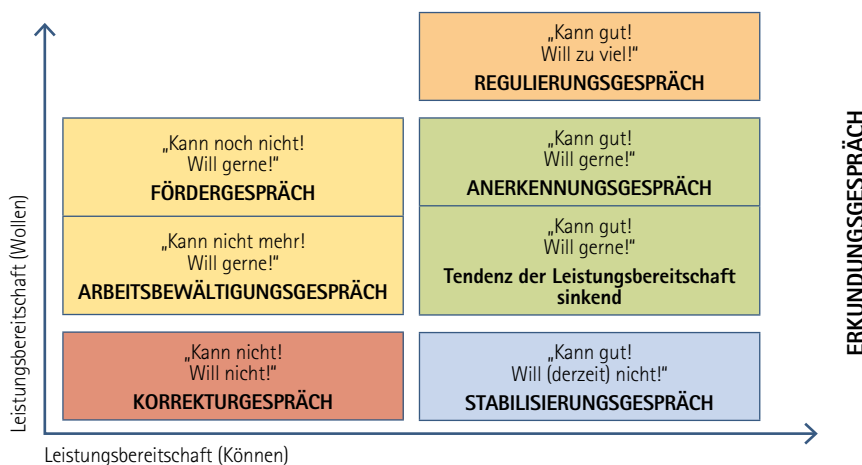 „Kann gut!
Will zu viel!“
REGULIERUNGSGESPRÄCH
„Kann noch nicht!
Will gerne!“
FÖRDERGESPRÄCH
„Kann gut!
Will gerne!“
ANERKENNUNGSGESPRÄCH
„Kann nicht mehr!
Will gerne!“
ARBEITSBEWÄLTIGUNGSGESPRÄCH
„Kann gut!
Will gerne!“
Tendenz der Leistungsbereitschaft
sinkend
„Kann nicht!
Will nicht!“
KORREKTURGESPRÄCH
„Kann gut!
Will (derzeit) nicht!“
STABILISIERUNGSGESPRÄCH
Leistungsbereitschaft (Wollen)
Leistungsbereitschaft (Können)
ERKUNDUNGSGESPRÄCH